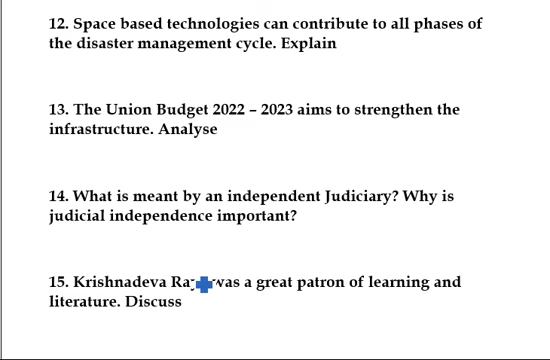 12. Space based technologies can contribute to all phases of
the disaster management cycle. Explain
13. The Union Budget 2022 – 2023 aims to strengthen the
infrastructure. Analyse
14. What is meant by an independent Judiciary? Why is
judicial independence important?
15. Krishnadeva was a great patron of learning and
literature. Discuss